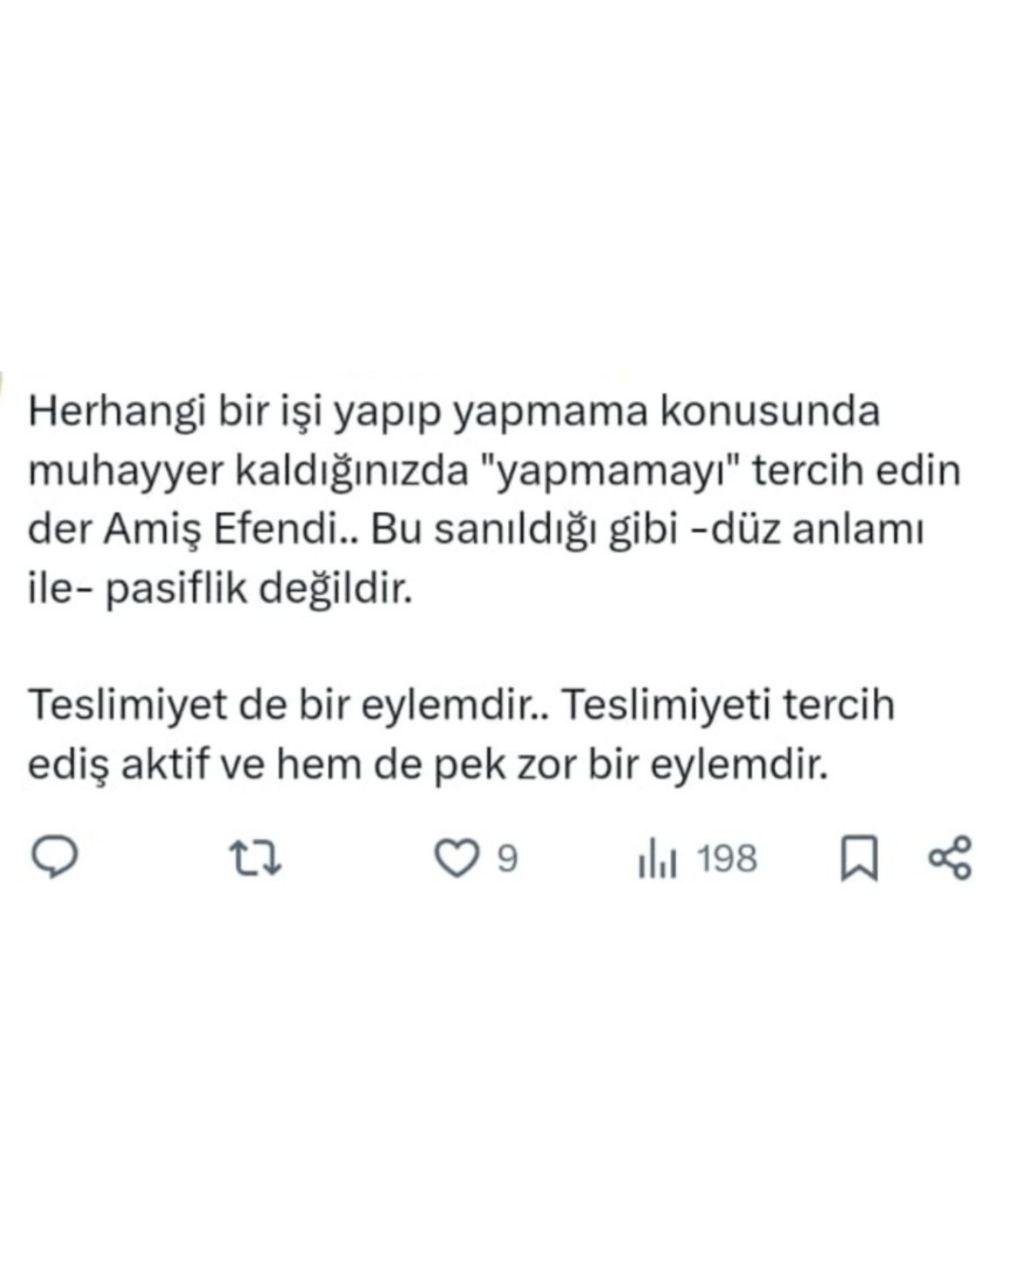 Herhangi bir işi yapıp yapmama konusunda
muhayyer kaldığınızda "yapmamayı" tercih edin
der Amiş Efendi.. Bu sanıldığı gibi -düz anlamı
ile- pasiflik değildir.
Teslimiyet de bir eylemdir.. Teslimiyeti tercih
ediş aktif ve hem de pek zor bir eylemdir.
9 198